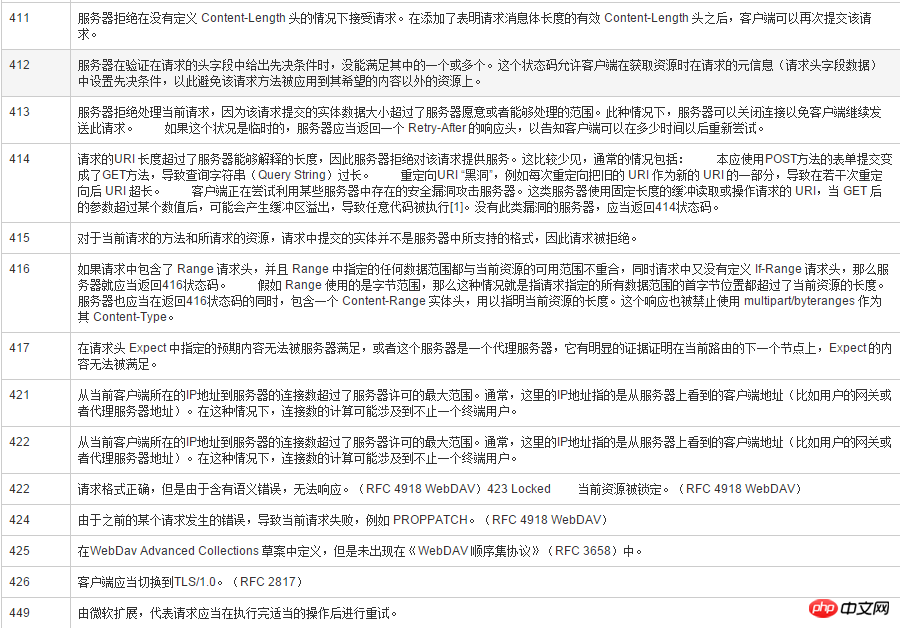 411
服务器拒绝在没有定义 Content-Length 头的情况下接受请求。在添加了表明请求消息体长度的有效 Content-Length 头之后，客户端可以再次提交该请
求。
412
服务器在验证在请求的头字段中给出先决条件时，没能满足其中的一个或多个。这个状态码允许客户端在获取资源时在请求的元信息（请求头字段数据）
中设置先决条件，以此避免该请求方法被应用到其希望的内容以外的资源上。
413
服务器拒绝处理当前请求，因为该请求提交的实体数据大小超过了服务器愿意或者能够处理的范围。此种情况下，服务器可以关闭连接以免客户端继续发
送此请求。 如果这个状况是临时的，服务器应当返回一个 Retry-After 的响应头，以告知客户端可以在多少时间以后重新尝试。
414
请求的URI 长度超过了服务器能够解释的长度，因此服务器拒绝对该请求提供服务。这比较少见，通常的情况包括： 本应使用POST方法的表单提交变
成了GET方法，导致查询字符串（Query String）过长。 重定向URI “黑洞”，例如每次重定向把旧的 URI 作为新的 URI 的一部分，导致在若干次重定
向后 URI 超长。 客户端正在尝试利用某些服务器中存在的安全漏洞攻击服务器。这类服务器使用固定长度的缓冲读取或操作请求的 URI，当 GET 后
的参数超过某个数值后，可能会产生缓冲区溢出，导致任意代码被执行[1]。没有此类漏洞的服务器，应当返回414状态码。
415
对于当前请求的方法和所请求的资源，请求中提交的实体并不是服务器中所支持的格式，因此请求被拒绝。
416
如果请求中包含了 Range 请求头，并且 Range 中指定的任何数据范围都与当前资源的可用范围不重合，同时请求中又没有定义 If-Range 请求头，那么服
务器就应当返回416状态码。 假如 Range 使用的是字节范围，那么这种情况就是指请求指定的所有数据范围的首字节位置都超过了当前资源的长度。
服务器也应当在返回416状态码的同时，包含一个 Content-Range 实体头，用以指明当前资源的长度。这个响应也被禁止使用 multipart/byteranges 作为
其 Content-Type。
417
在请求头 Expect 中指定的预期内容无法被服务器满足，或者这个服务器是一个代理服务器，它有明显的证据证明在当前路由的下一个节点上，Expect的内
容无法被满足。
421
从当前客户端所在的IP地址到服务器的连接数超过了服务器许可的最大范围。通常，这里的IP地址指的是从服务器上看到的客户端地址（比如用户的网关或
者代理服务器地址）。在这种情况下，连接数的计算可能涉及到不止一个终端用户。
422
从当前客户端所在的IP地址到服务器的连接数超过了服务器许可的最大范围。通常，这里的IP地址指的是从服务器上看到的客户端地址（比如用户的网关或
者代理服务器地址）。在这种情况下，连接数的计算可能涉及到不止一个终端用户。
422
请求格式正确，但是由于含有语义错误，无法响应。（RFC 4918 WebDAV）423 Locked 当前资源被锁定。（RFC 4918 WebDAV）
424
由于之前的某个请求发生的错误，导致当前请求失败，例如 PROPPATCH。（RFC 4918 WebDAV）
425
在WebDav Advanced Collections 草案中定义，但是未出现在《WebDAV 顺序集协议》（RFC 3658）中。
426
客户端应当切换到TLS/1.0。（RFC 2817）
449
由微软扩展，代表请求应当在执行完适当的操作后进行重试。
php 中文网